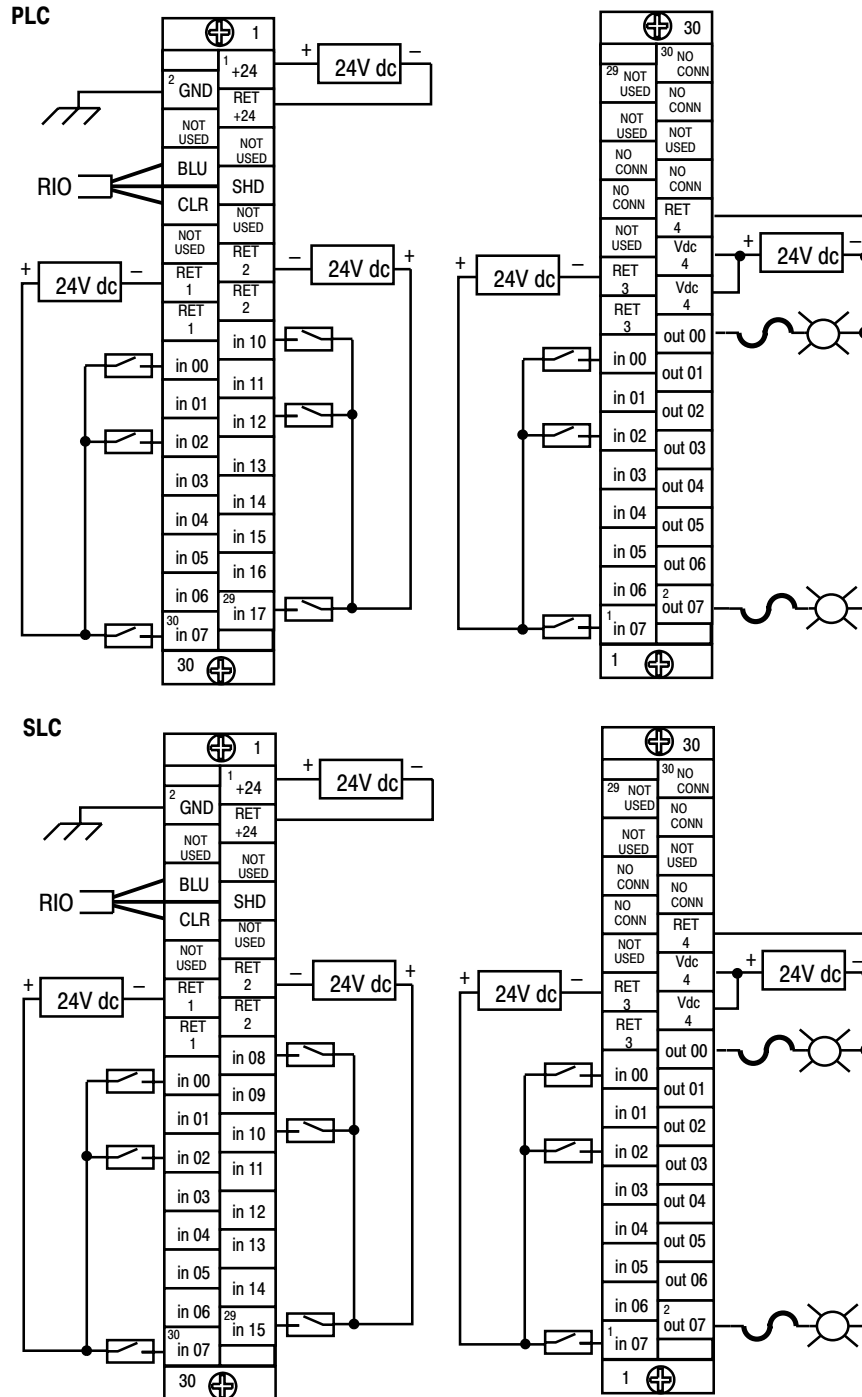 PLC
1
1 +24
+ 24V dc −
2 GND
RET +24
NOT USED
NOT USED
RIO
BLU
SHD
CLR
NOT USED
NOT USED
RET 2
− 24V dc +
+ 24V dc −
RET 1
RET 2
RET 1
in 10
in 00
in 11
in 01
in 12
in 02
in 13
in 03
in 14
in 04
in 15
in 05
in 16
in 06
29 in 17
30 in 07
30
30
30 NO CONN
29 NOT USED
NO CONN
NOT USED
NOT USED
NO CONN
NO CONN
NO CONN
RET 4
NOT USED
Vdc 4
+ 24V dc −
+ 24V dc −
RET 3
Vdc 4
RET 3
out 00
in 00
out 01
in 01
out 02
in 02
out 03
in 03
out 04
in 04
out 05
in 05
out 06
in 06
2 out 07
1 in 07
1
SLC
1
1 +24
+ 24V dc −
2 GND
RET +24
NOT USED
NOT USED
RIO
BLU
SHD
CLR
NOT USED
NOT USED
RET 2
− 24V dc +
+ 24V dc −
RET 1
RET 2
RET 1
in 08
in 00
in 09
in 01
in 10
in 02
in 11
in 03
in 12
in 04
in 13
in 05
in 14
in 06
29 in 15
30 in 07
30
30
30 NO CONN
29 NOT USED
NO CONN
NOT USED
NOT USED
NO CONN
NO CONN
NO CONN
RET 4
NOT USED
Vdc 4
+ 24V dc −
+ 24V dc −
RET 3
Vdc 4
RET 3
out 00
in 00
out 01
in 01
out 02
in 02
out 03
in 03
out 04
in 04
out 05
in 05
out 06
in 06
2 out 07
1 in 07
1